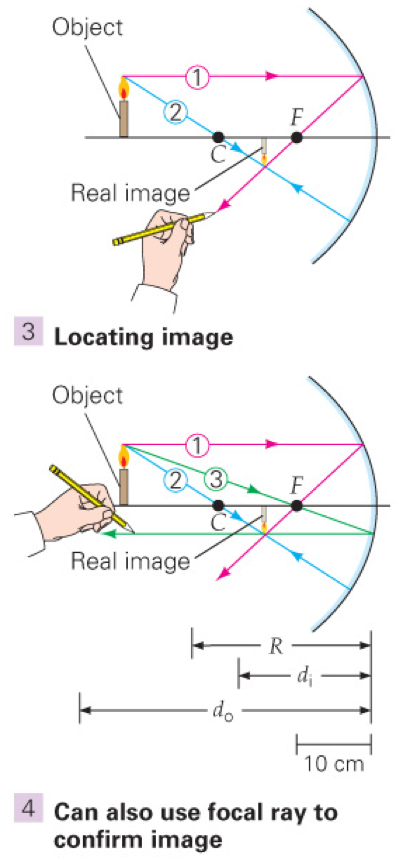 Object
1
2
F
C
Real image
3 Locating image
Object
1
2
3
F
C
Real image
R
di
do
10 cm
4 Can also use focal ray to
confirm image